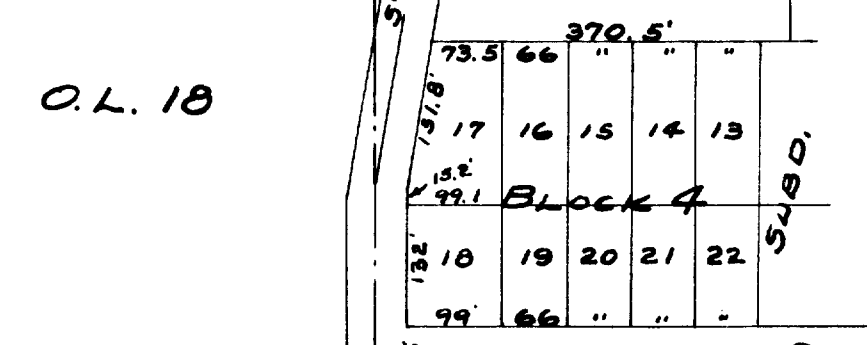 370.5'
73.5 66 " " "
O.L. 18
151.8'
17 16 15 14 13
15.2'
99.1 BLOCK 4
SUBD.
132'
18 19 20 21 22
99' 66 " " "